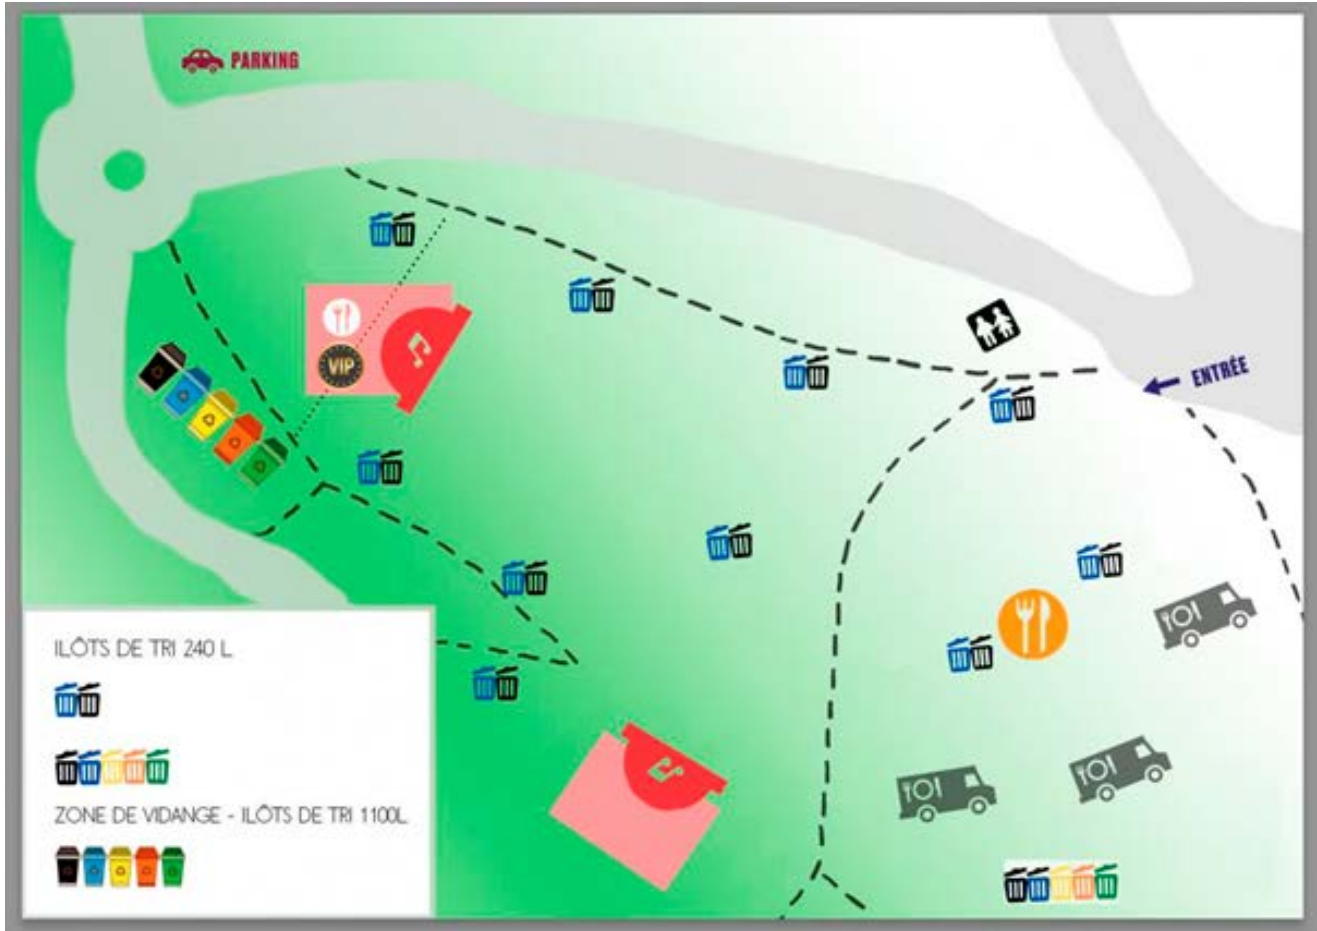 PARKING
ENTRÉE
VIP
ILÔTS DE TRI 240 L
ZONE DE VIDANGE - ILÔTS DE TRI 1100L